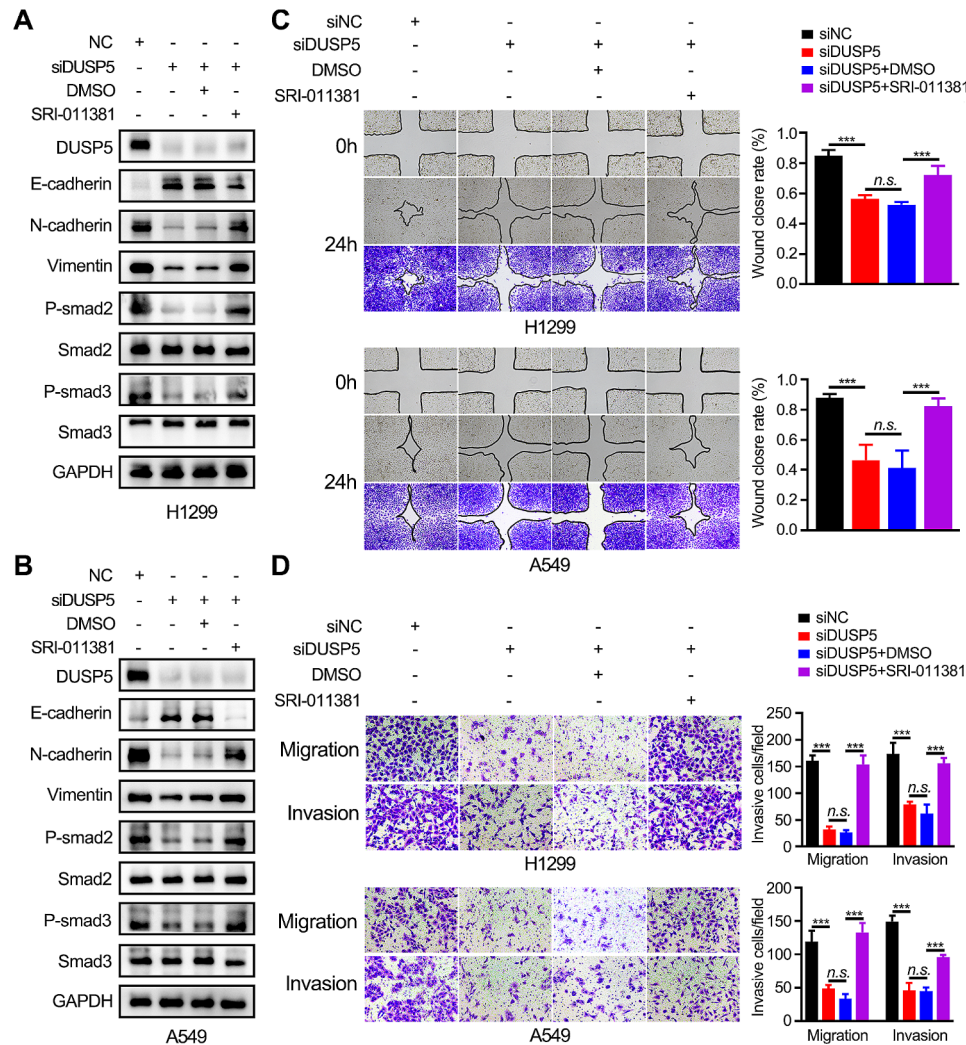 A
NC + - - -
siDUSP5 - + + +
DMSO - - + -
SRI-011381 - - - +
DUSP5
E-cadherin
N-cadherin
Vimentin
P-smad2
Smad2
P-smad3
Smad3
GAPDH
H1299
B
NC + - - -
siDUSP5 - + + +
DMSO - - + -
SRI-011381 - - - +
DUSP5
E-cadherin
N-cadherin
Vimentin
P-smad2
Smad2
P-smad3
Smad3
GAPDH
A549
C
siNC + - - -
siDUSP5 - + + +
DMSO - - + -
SRI-011381 - - - +
0h
24h
H1299
0h
24h
A549
siNC
siDUSP5
siDUSP5+DMSO
siDUSP5+SRI-011381
Wound closre rate (%)
1.0
0.8
0.6
0.4
0.8
0.0
*** n.s. ***
Wound closre rate (%)
1.0
0.8
0.6
0.4
0.8
0.0
*** n.s. ***
D
siNC + - - -
siDUSP5 - + + +
DMSO - - + -
SRI-011381 - - - +
Migration
Invasion
H1299
Migration
Invasion
A549
siNC
siDUSP5
siDUSP5+DMSO
siDUSP5+SRI-011381
Invasive cells/field
250
200
150
100
50
0
*** n.s. *** *** n.s. ***
Migration Invasion
Invasive cells/field
200
150
100
50
0
*** n.s. *** *** n.s. ***
Migration Invasion